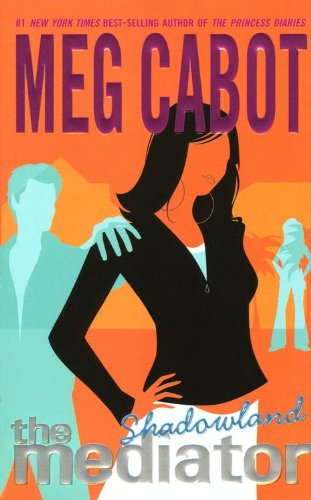 #1 NEW YORK TIMES BEST-SELLING AUTHOR OF THE PRINCESS DIARIES
MEG CABOT
Shadowland
the
mediator